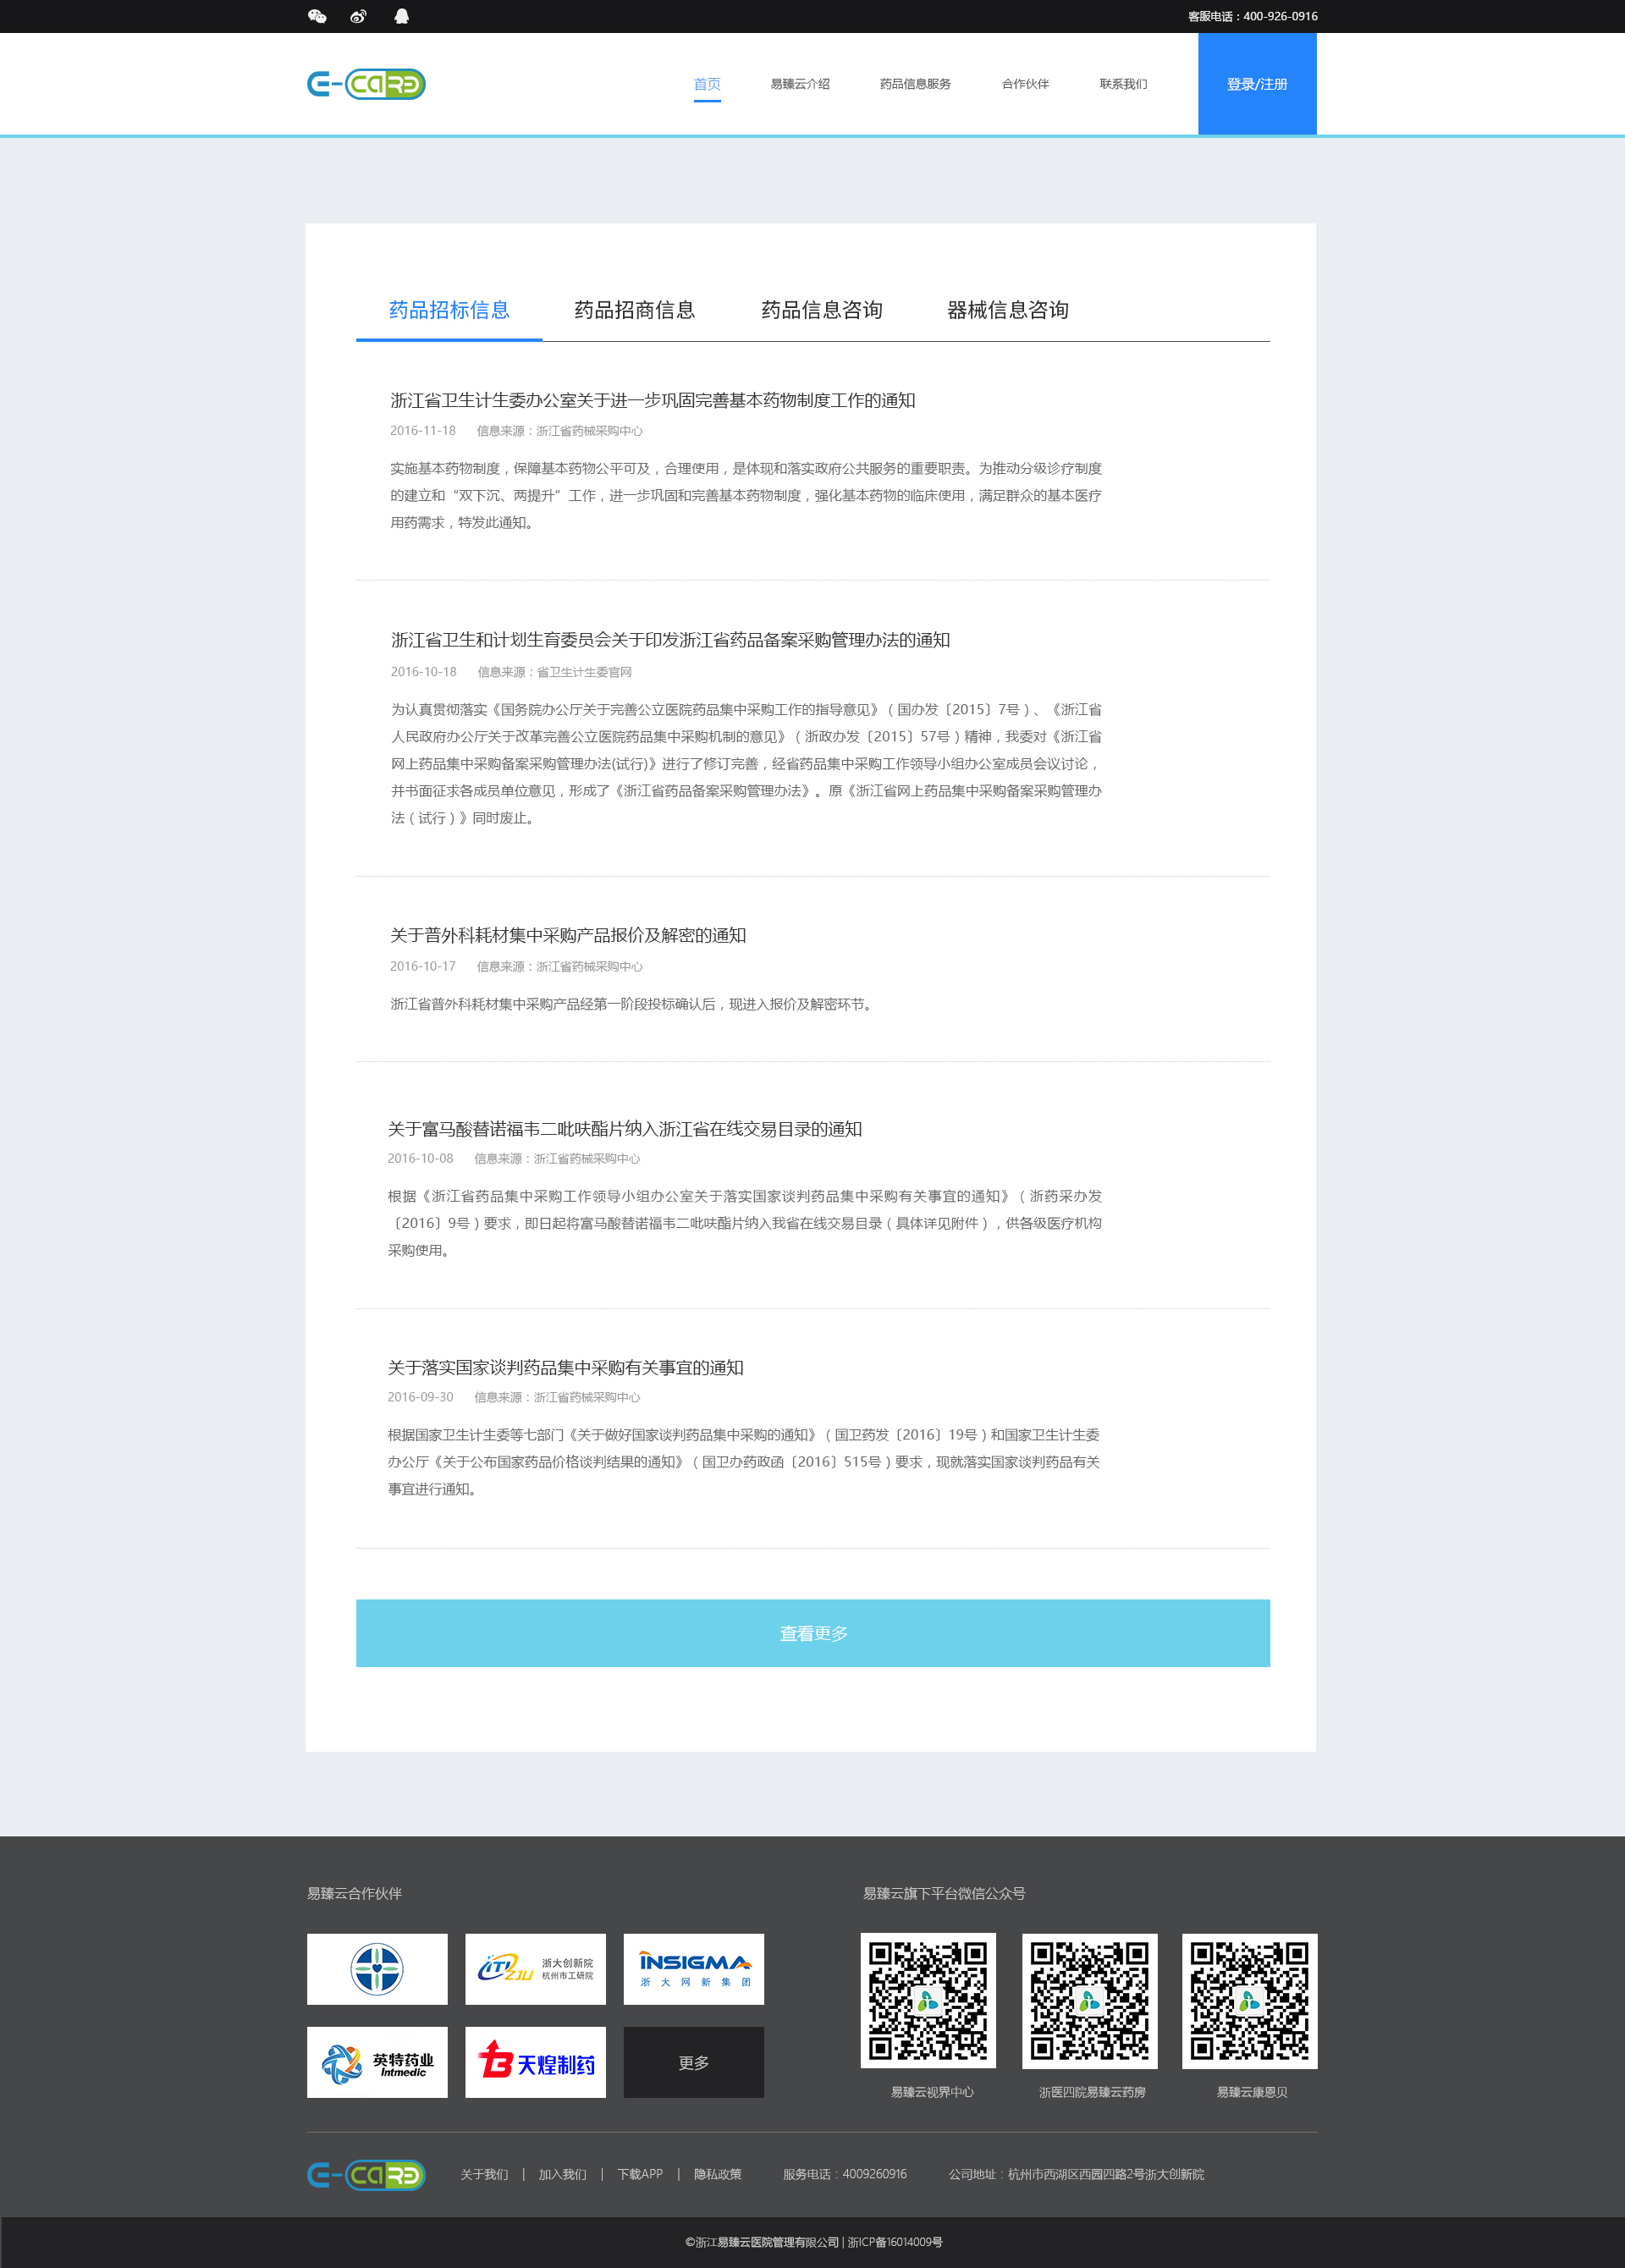 客服电话：400-926-0916
e-card
首页
易臻云介绍
药品信息服务
合作伙伴
联系我们
登录/注册
药品招标信息
药品招商信息
药品信息咨询
器械信息咨询
浙江省卫生计生委办公室关于进一步巩固完善基本药物制度工作的通知
2016-11-18 信息来源：浙江省药械采购中心
实施基本药物制度，保障基本药物公平可及，合理使用，是体现和落实政府公共服务的重要职责。为推动分级诊疗制度
的建立和“双下沉、两提升”工作，进一步巩固和完善基本药物制度，强化基本药物的临床使用，满足群众的基本医疗
用药需求，特发此通知。
浙江省卫生和计划生育委员会关于印发浙江省药品备案采购管理办法的通知
2016-10-18 信息来源：省卫生计生委官网
为认真贯彻落实《国务院办公厅关于完善公立医院药品集中采购工作的指导意见》（国办发〔2015〕7号）、《浙江省
人民政府办公厅关于改革完善公立医院药品集中采购机制的意见》（浙政办发〔2015〕57号）精神，我委对《浙江省
网上药品集中采购备案采购管理办法(试行)》进行了修订完善，经省药品集中采购工作领导小组办公室成员会议讨论，
并书面征求各成员单位意见，形成了《浙江省药品备案采购管理办法》。原《浙江省网上药品集中采购备案采购管理办
法（试行）》同时废止。
关于普外科耗材集中采购产品报价及解密的通知
2016-10-17 信息来源：浙江省药械采购中心
浙江省普外科耗材集中采购产品经第一阶段投标确认后，现进入报价及解密环节。
关于富马酸替诺福韦二吡呋酯片纳入浙江省在线交易目录的通知
2016-10-08 信息来源：浙江省药械采购中心
根据《浙江省药品集中采购工作领导小组办公室关于落实国家谈判药品集中采购有关事宜的通知》（浙药采办发
〔2016〕9号）要求，即日起将富马酸替诺福韦二吡呋酯片纳入我省在线交易目录（具体详见附件），供各级医疗机构
采购使用。
关于落实国家谈判药品集中采购有关事宜的通知
2016-09-30 信息来源：浙江省药械采购中心
根据国家卫生计生委等七部门《关于做好国家谈判药品集中采购的通知》（国卫药发〔2016〕19号）和国家卫生计生委
办公厅《关于公布国家药品价格谈判结果的通知》（国卫办药政函〔2016〕515号）要求，现就落实国家谈判药品有关
事宜进行通知。
查看更多
易臻云合作伙伴
易臻云旗下平台微信公众号
iTi ZJU 浙大创新院
杭州市工研院
INSIGMA
浙大网新集团
英特药业
Intmedic
天煌制药
更多
易臻云视界中心
浙医四院易臻云药房
易臻云康恩贝
e-card
关于我们 | 加入我们 | 下载APP | 隐私政策 服务电话：4009260916 公司地址：杭州市西湖区西园四路2号浙大创新院
©浙江易臻云医院管理有限公司 | 浙ICP备16014009号